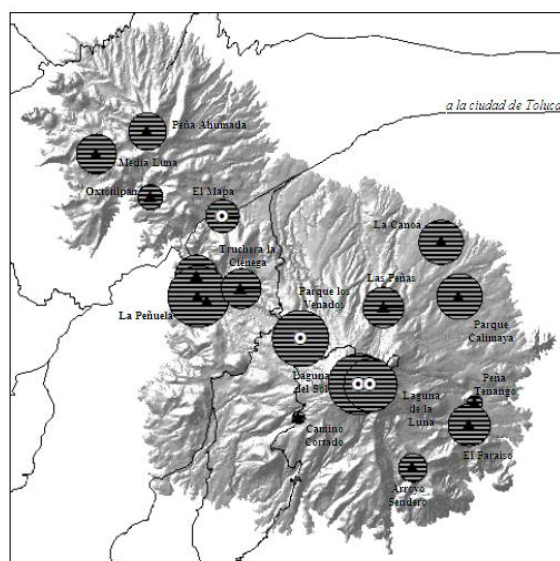 a la ciudad de Toluca
Peña Ahumada
Media Luna
Oxtotilpan
El Mapa
La Canoa
Truchera la
Ciénega
Las Peñas
Parque los
Venados
La Peñuela
Parque
Calimaya
Laguna
del Sol
Peña
Tenango
Laguna
de la
Luna
Camino
Cortado
El Paraíso
Arroyo
Sendero